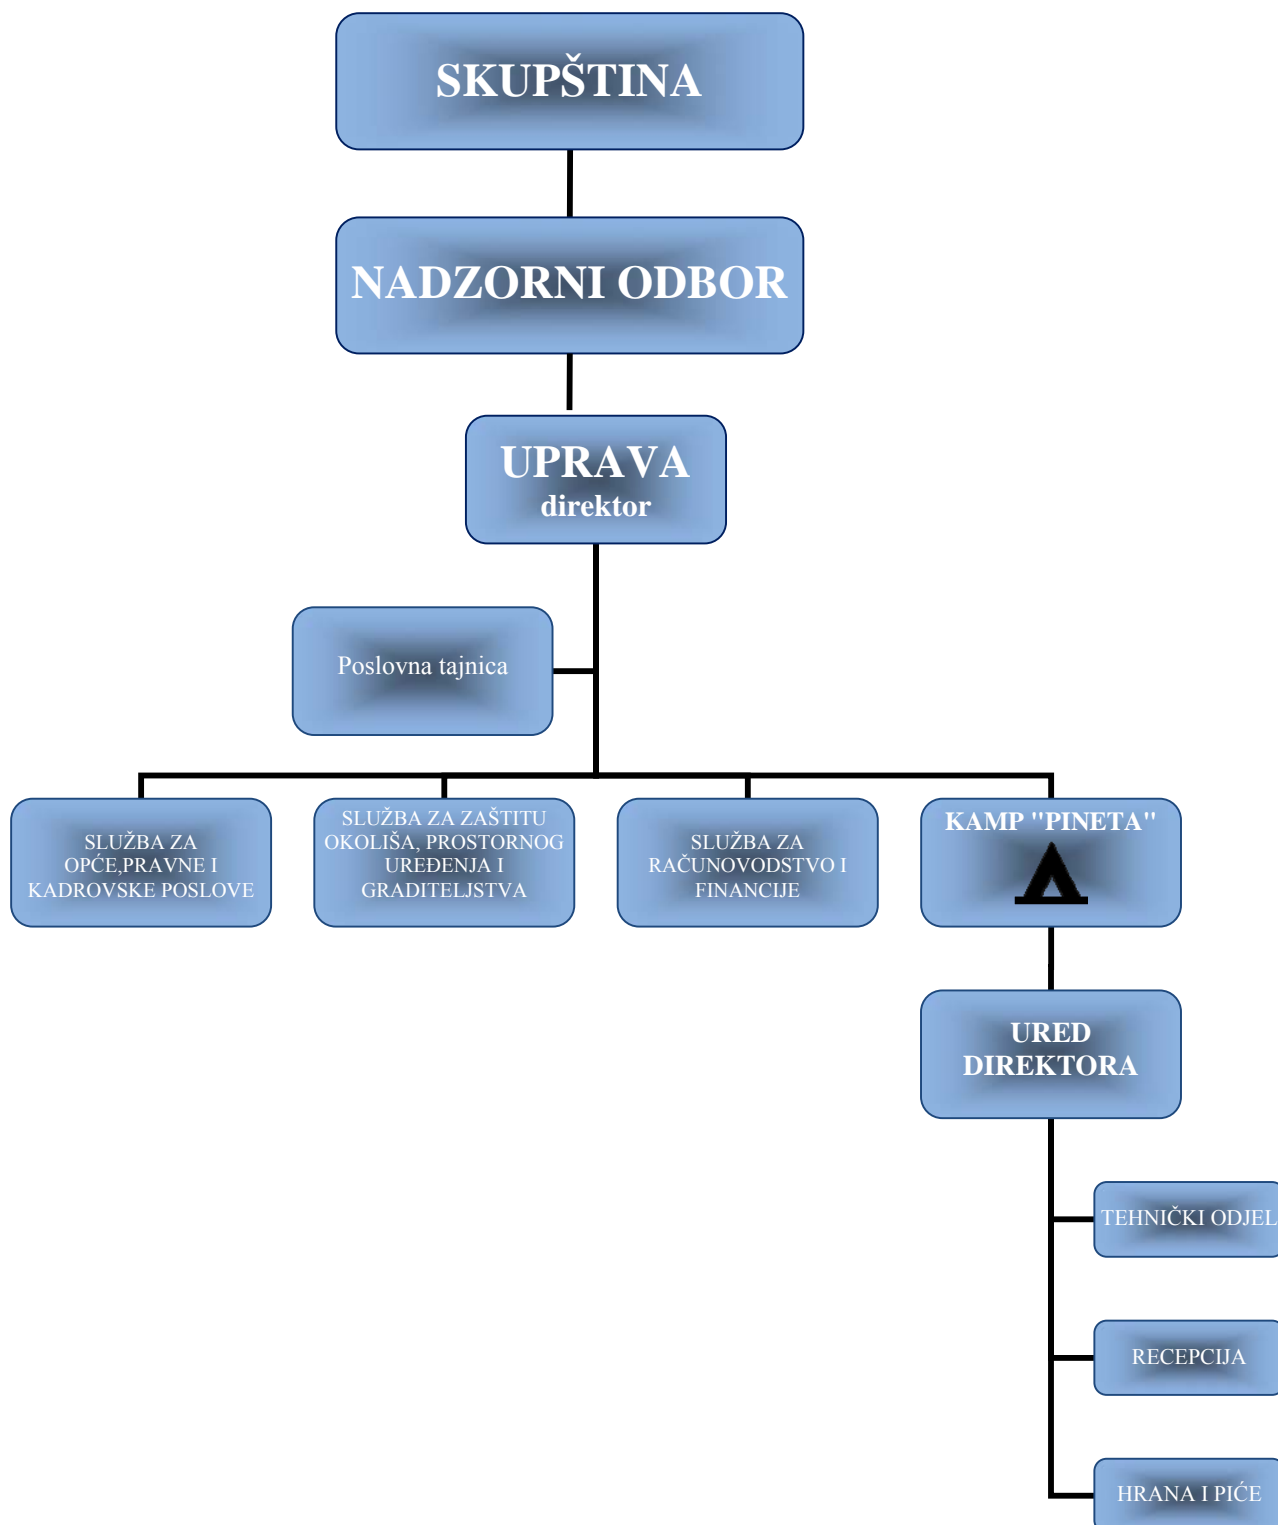 SKUPŠTINA
NADZORNI ODBOR
UPRAVA
direktor
Poslovna tajnica
SLUŽBA ZA
OPĆE,PRAVNE I
KADROVSKE POSLOVE
SLUŽBA ZA ZAŠTITU
OKOLIŠA, PROSTORNOG
UREĐENJA I
GRADITELJSTVA
SLUŽBA ZA
RAČUNOVODSTVO I
FINANCIJE
KAMP "PINETA"
URED
DIREKTORA
TEHNIČKI ODJEL
RECEPCIJA
HRANA I PIĆE